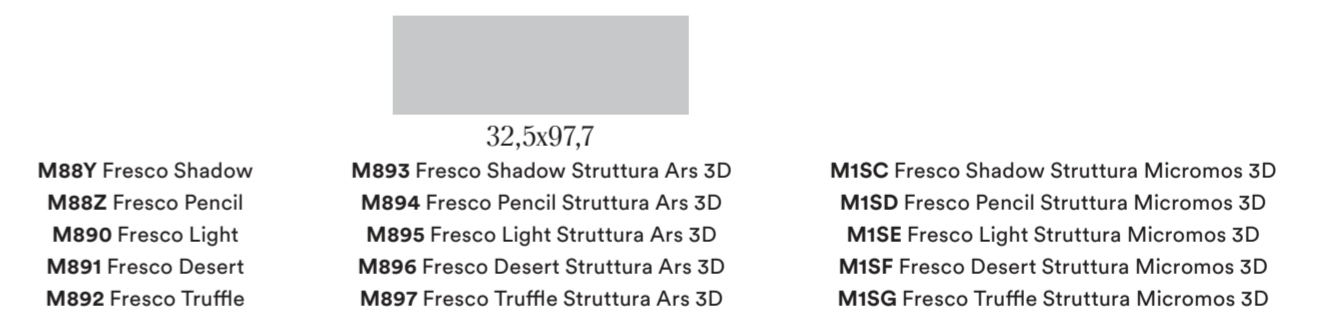 32,5x97,7
M88Y Fresco Shadow
M88Z Fresco Pencil
M890 Fresco Light
M891 Fresco Desert
M892 Fresco Truffle
M893 Fresco Shadow Struttura Ars 3D
M894 Fresco Pencil Struttura Ars 3D
M895 Fresco Light Struttura Ars 3D
M896 Fresco Desert Struttura Ars 3D
M897 Fresco Truffle Struttura Ars 3D
M1SC Fresco Shadow Struttura Micromos 3D
M1SD Fresco Pencil Struttura Micromos 3D
M1SE Fresco Light Struttura Micromos 3D
M1SF Fresco Desert Struttura Micromos 3D
M1SG Fresco Truffle Struttura Micromos 3D